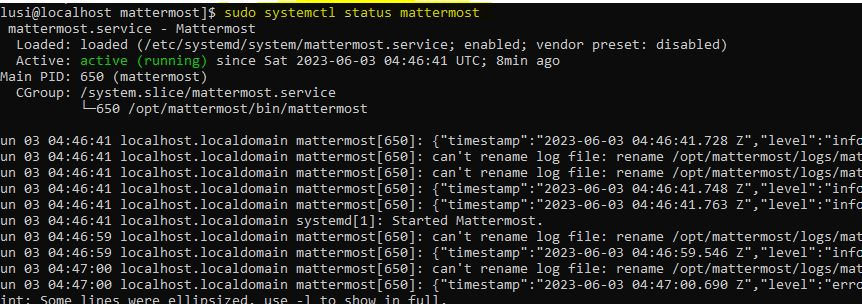 lusi@localhost mattermost]$ sudo systemctl status mattermost
mattermost.service - Mattermost
Loaded: loaded (/etc/systemd/system/mattermost.service; enabled; vendor preset: disabled)
Active: active (running) since Sat 2023-06-03 04:46:41 UTC; 8min ago
Main PID: 650 (mattermost)
CGroup: /system.slice/mattermost.service
└─650 /opt/mattermost/bin/mattermost
un 03 04:46:41 localhost.localdomain mattermost[650]: {"timestamp":"2023-06-03 04:46:41.728 Z","level":"info
un 03 04:46:41 localhost.localdomain mattermost[650]: can't rename log file: rename /opt/mattermost/logs/mat
un 03 04:46:41 localhost.localdomain mattermost[650]: can't rename log file: rename /opt/mattermost/logs/mat
un 03 04:46:41 localhost.localdomain mattermost[650]: {"timestamp":"2023-06-03 04:46:41.748 Z","level":"info
un 03 04:46:41 localhost.localdomain mattermost[650]: {"timestamp":"2023-06-03 04:46:41.763 Z","level":"info
un 03 04:46:41 localhost.localdomain systemd[1]: Started Mattermost.
un 03 04:46:59 localhost.localdomain mattermost[650]: can't rename log file: rename /opt/mattermost/logs/mat
un 03 04:46:59 localhost.localdomain mattermost[650]: {"timestamp":"2023-06-03 04:46:59.546 Z","level":"info
un 03 04:47:00 localhost.localdomain mattermost[650]: can't rename log file: rename /opt/mattermost/logs/mat
un 03 04:47:00 localhost.localdomain mattermost[650]: {"timestamp":"2023-06-03 04:47:00.690 Z","level":"erro
int: Some lines were ellipsized, use -l to show in full.